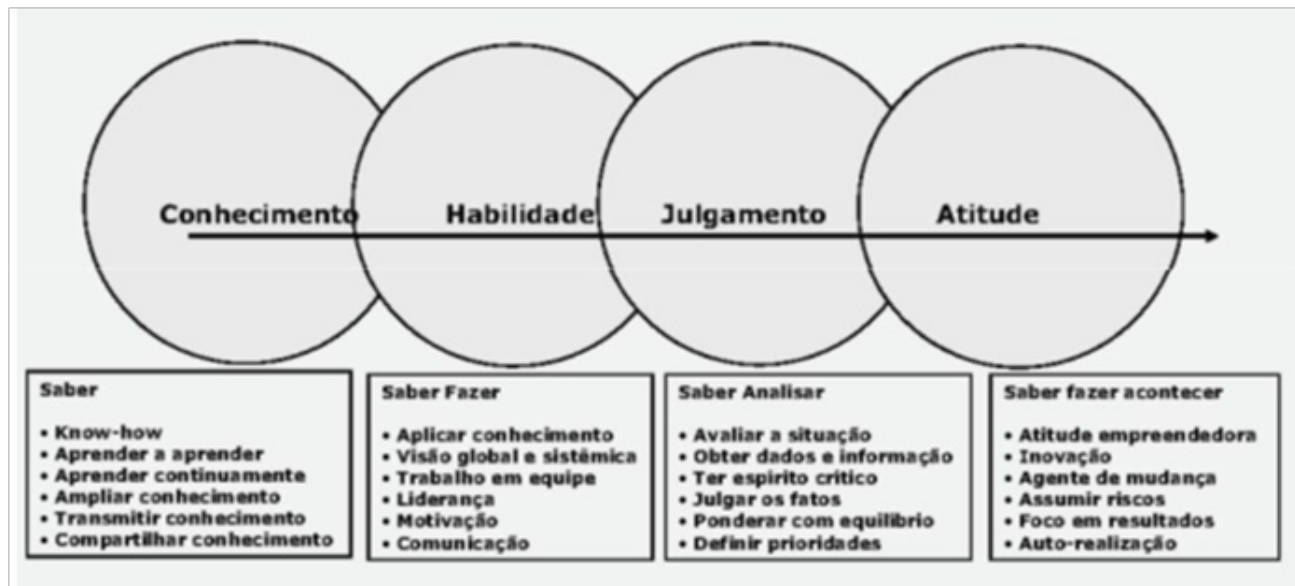 Conhecimento
Habilidade
Julgamento
Atitude
Saber
• Know-how
• Aprender a aprender
• Aprender continuamente
• Ampliar conhecimento
• Transmitir conhecimento
• Compartilhar conhecimento
Saber Fazer
• Aplicar conhecimento
• Visão global e sistêmica
• Trabalho em equipe
• Liderança
• Motivação
• Comunicação
Saber Analisar
• Avaliar a situação
• Obter dados e informação
• Ter espirito critico
• Julgar os fatos
• Ponderar com equilibrio
• Definir prioridades
Saber fazer acontecer
• Atitude empreendedora
• Inovação
• Agente de mudança
• Assumir riscos
• Foco em resultados
• Auto-realização